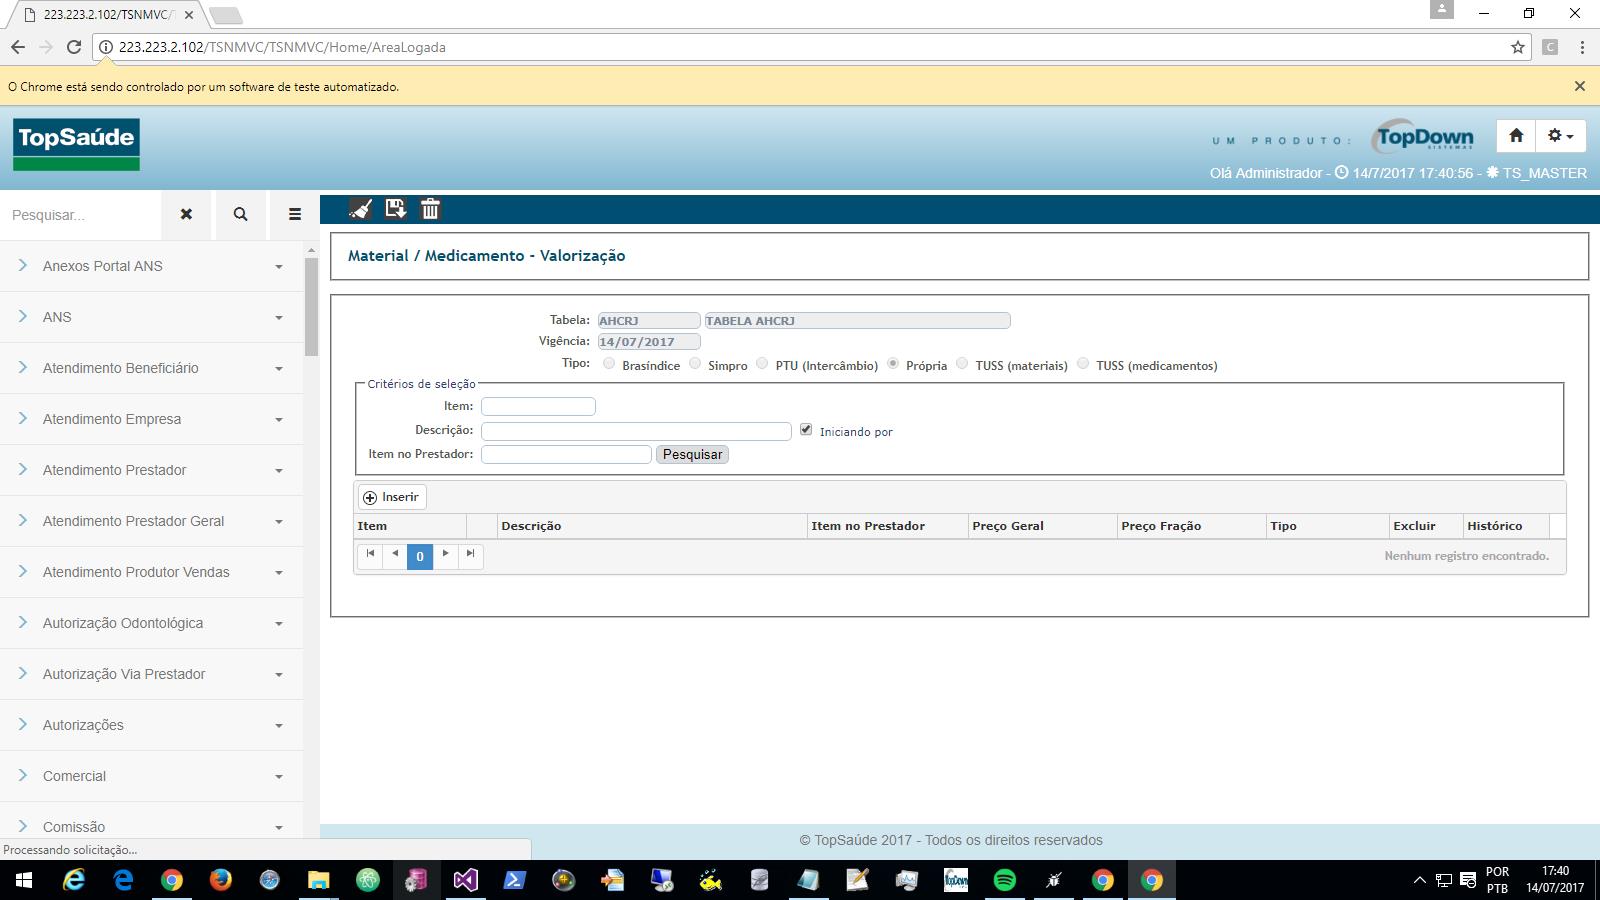 223.223.2.102/TSNMVC/T
223.223.2.102/TSNMVC/TSNMVC/Home/AreaLogada
C
O Chrome está sendo controlado por um software de teste automatizado.
TopSaúde
UM PRODUTO:
TopDown
SISTEMAS
Olá Administrador - 14/7/2017 17:40:56 - TS_MASTER
Pesquisar...
Material / Medicamento - Valorização
Anexos Portal ANS
ANS
Atendimento Beneficiário
Atendimento Empresa
Atendimento Prestador
Atendimento Prestador Geral
Atendimento Produtor Vendas
Autorização Odontológica
Autorização Via Prestador
Autorizações
Comercial
Comissão
Tabela: AHCRJ TABELA AHCRJ
Vigência: 14/07/2017
Tipo: Brasíndice Simpro PTU (Intercâmbio) Própria TUSS (materiais) TUSS (medicamentos)
Critérios de seleção
Item:
Descrição: Iniciando por
Item no Prestador: Pesquisar
Inserir
Item Descrição Item no Prestador Preço Geral Preço Fração Tipo Excluir Histórico
0 Nenhum registro encontrado.
© TopSaúde 2017 - Todos os direitos reservados
Processando solicitação...
TopDown
POR
PTB
17:40
14/07/2017